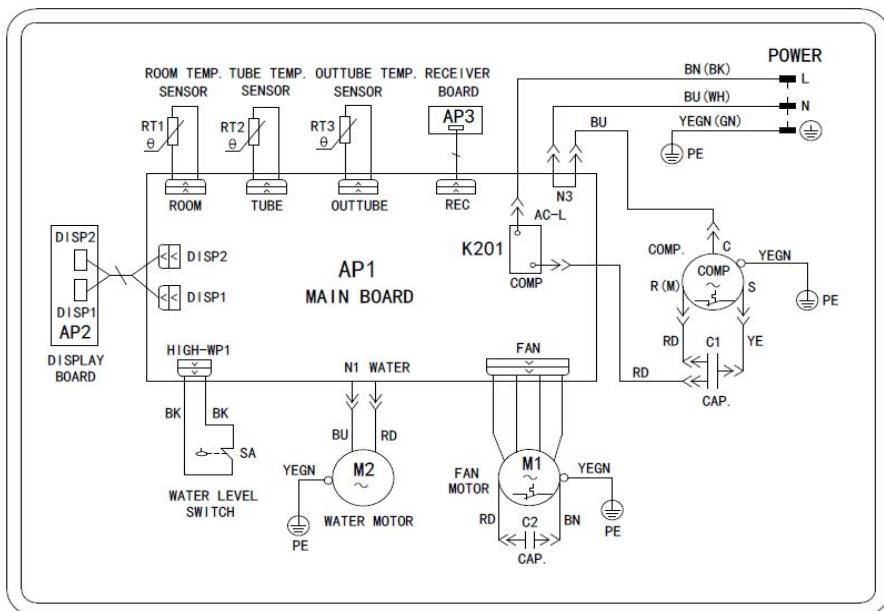 POWER
BN(BK)
L
ROOM TEMP. TUBE TEMP. OUTTUBE TEMP. RECEIVER
SENSOR SENSOR SENSOR BOARD
BU(WH)
N
BU
YEGN(GN)
AP3
RT1 RT2 RT3
θ θ θ
PE
N3
ROOM TUBE OUTTUBE REC
AC-L
DISP2
DISP2
K201
COMP. C
YEGN
AP1
COMP
MAIN BOARD
COMP
R(M) S
PE
DISP1
DISP1
AP2
DISPLAY
BOARD
HIGH-WP1
N1 WATER
FAN
RD C1 YE
RD
CAP.
BK BK
BU RD
SA
M2
YEGN
M1
YEGN
FAN
MOTOR
WATER LEVEL
SWITCH
WATER MOTOR
PE
RD C2 BN
PE
CAP.